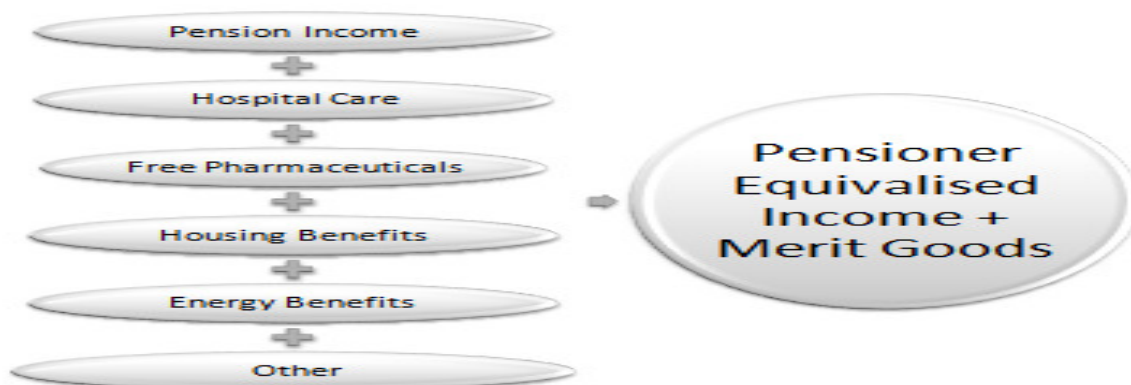 Pension Income
Hospital Care
Free Pharmaceuticals
Housing Benefits
Energy Benefits
Other
Pensioner
Equivalised
Income +
Merit Goods